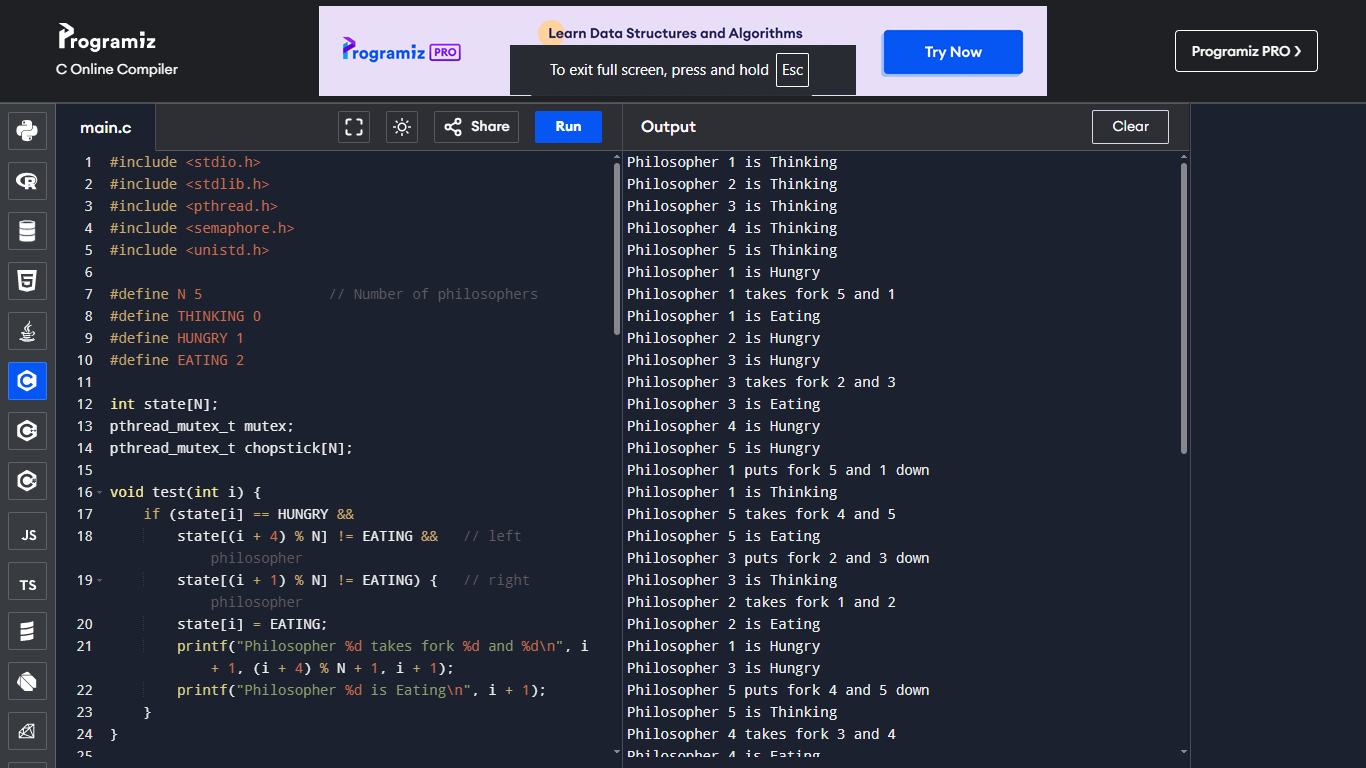 Programiz
C Online Compiler
Programiz PRO
Learn Data Structures and Algorithms
To exit full screen, press and hold Esc
Try Now
Programiz PRO >
main.c
Share
Run
Output
Clear
JS
TS
1 #include <stdio.h>
2 #include <stdlib.h>
3 #include <pthread.h>
4 #include <semaphore.h>
5 #include <unistd.h>
6
7 #define N 5 // Number of philosophers
8 #define THINKING 0
9 #define HUNGRY 1
10 #define EATING 2
11
12 int state[N];
13 pthread_mutex_t mutex;
14 pthread_mutex_t chopstick[N];
15
16 void test(int i) {
17 if (state[i] == HUNGRY &&
18 state[(i + 4) % N] != EATING && // left
philosopher
19 state[(i + 1) % N] != EATING) { // right
philosopher
20 state[i] = EATING;
21 printf("Philosopher %d takes fork %d and %d\n", i
+ 1, (i + 4) % N + 1, i + 1);
22 printf("Philosopher %d is Eating\n", i + 1);
23 }
24 }
25
Philosopher 1 is Thinking
Philosopher 2 is Thinking
Philosopher 3 is Thinking
Philosopher 4 is Thinking
Philosopher 5 is Thinking
Philosopher 1 is Hungry
Philosopher 1 takes fork 5 and 1
Philosopher 1 is Eating
Philosopher 2 is Hungry
Philosopher 3 is Hungry
Philosopher 3 takes fork 2 and 3
Philosopher 3 is Eating
Philosopher 4 is Hungry
Philosopher 5 is Hungry
Philosopher 1 puts fork 5 and 1 down
Philosopher 1 is Thinking
Philosopher 5 takes fork 4 and 5
Philosopher 5 is Eating
Philosopher 3 puts fork 2 and 3 down
Philosopher 3 is Thinking
Philosopher 2 takes fork 1 and 2
Philosopher 2 is Eating
Philosopher 1 is Hungry
Philosopher 3 is Hungry
Philosopher 5 puts fork 4 and 5 down
Philosopher 5 is Thinking
Philosopher 4 takes fork 3 and 4
Philosopher 4 is Eating